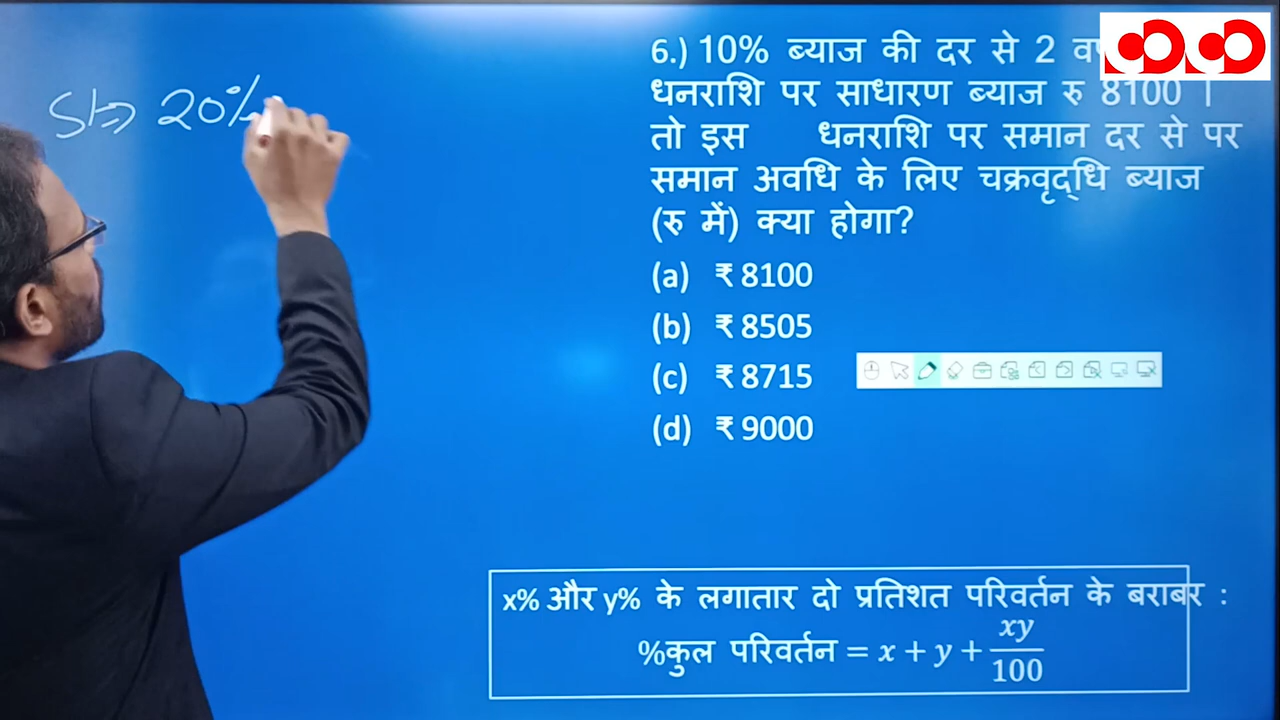 SI ⇒ 20%
6.) 10% ब्याज की दर से 2
धनराशि पर साधारण ब्याज रु 8100 ।
तो इस धनराशि पर समान दर से पर
समान अवधि के लिए चक्रवृद्धि ब्याज
(रु में) क्या होगा?
(a) ₹ 8100
(b) ₹ 8505
(c) ₹ 8715
(d) ₹ 9000
x% और y% के लगातार दो प्रतिशत परिवर्तन के बराबर :
%कुल परिवर्तन = x + y + xy/100